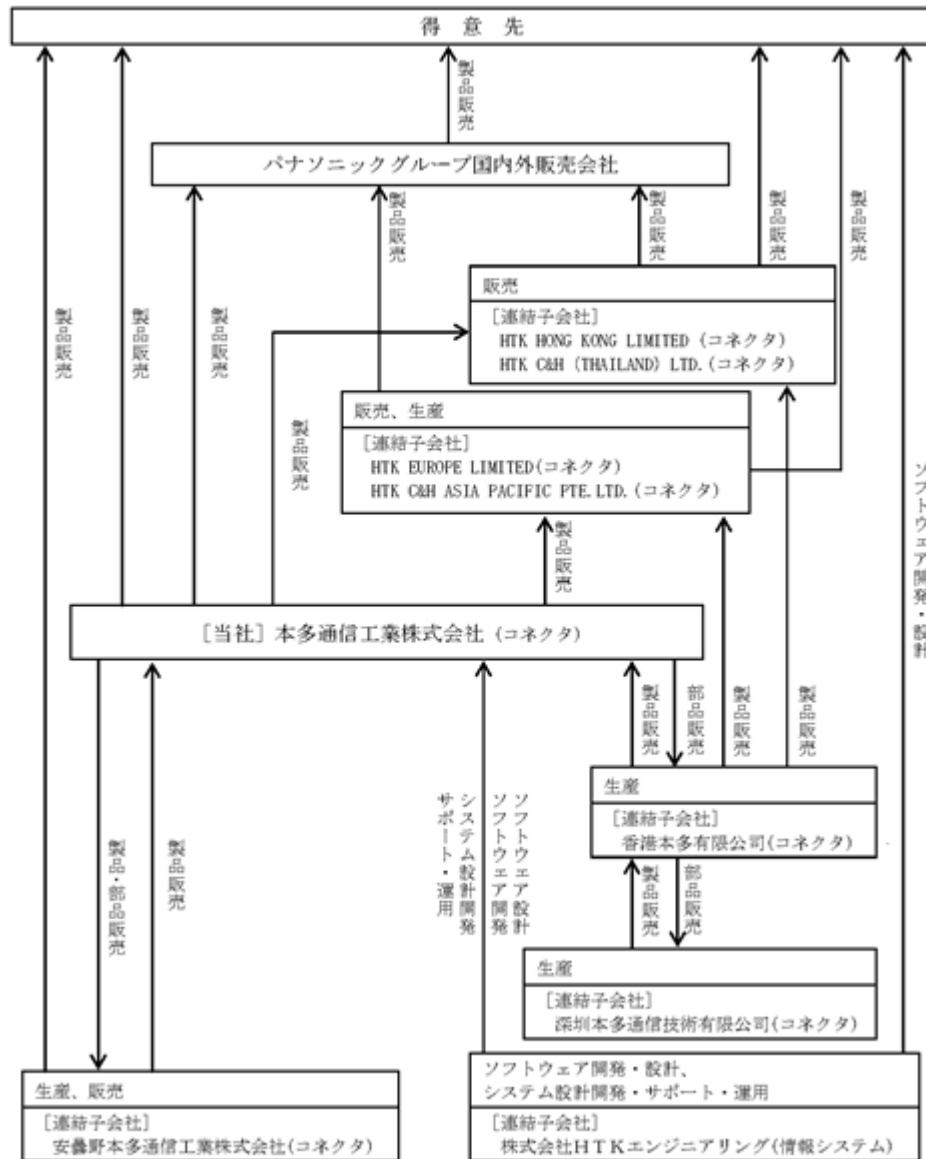 得意先
製品販売
パナソニックグループ国内外販売会社
製品販売
製品販売
製品販売
製品販売
販売
[連結子会社]
HTK HONG KONG LIMITED (コネクタ)
HTK C&H (THAILAND) LTD. (コネクタ)
製品販売
製品販売
製品販売
販売、生産
[連結子会社]
HTK EUROPE LIMITED(コネクタ)
HTK C&H ASIA PACIFIC PTE.LTD. (コネクタ)
製品販売
ソフトウェア開発・設計
製品販売
[当社] 本多通信工業株式会社 (コネクタ)
製品販売
部品販売
製品販売
製品販売
生産
[連結子会社]
香港本多有限公司(コネクタ)
ソフトウェア設計
ソフトウェア開発
システム設計開発
サポート・運用
製品・部品販売
製品販売
製品販売
部品販売
生産
[連結子会社]
深圳本多通信技術有限公司(コネクタ)
生産、販売
[連結子会社]
安曇野本多通信工業株式会社(コネクタ)
ソフトウェア開発・設計、
システム設計開発・サポート・運用
[連結子会社]
株式会社HTKエンジニアリング(情報システム)